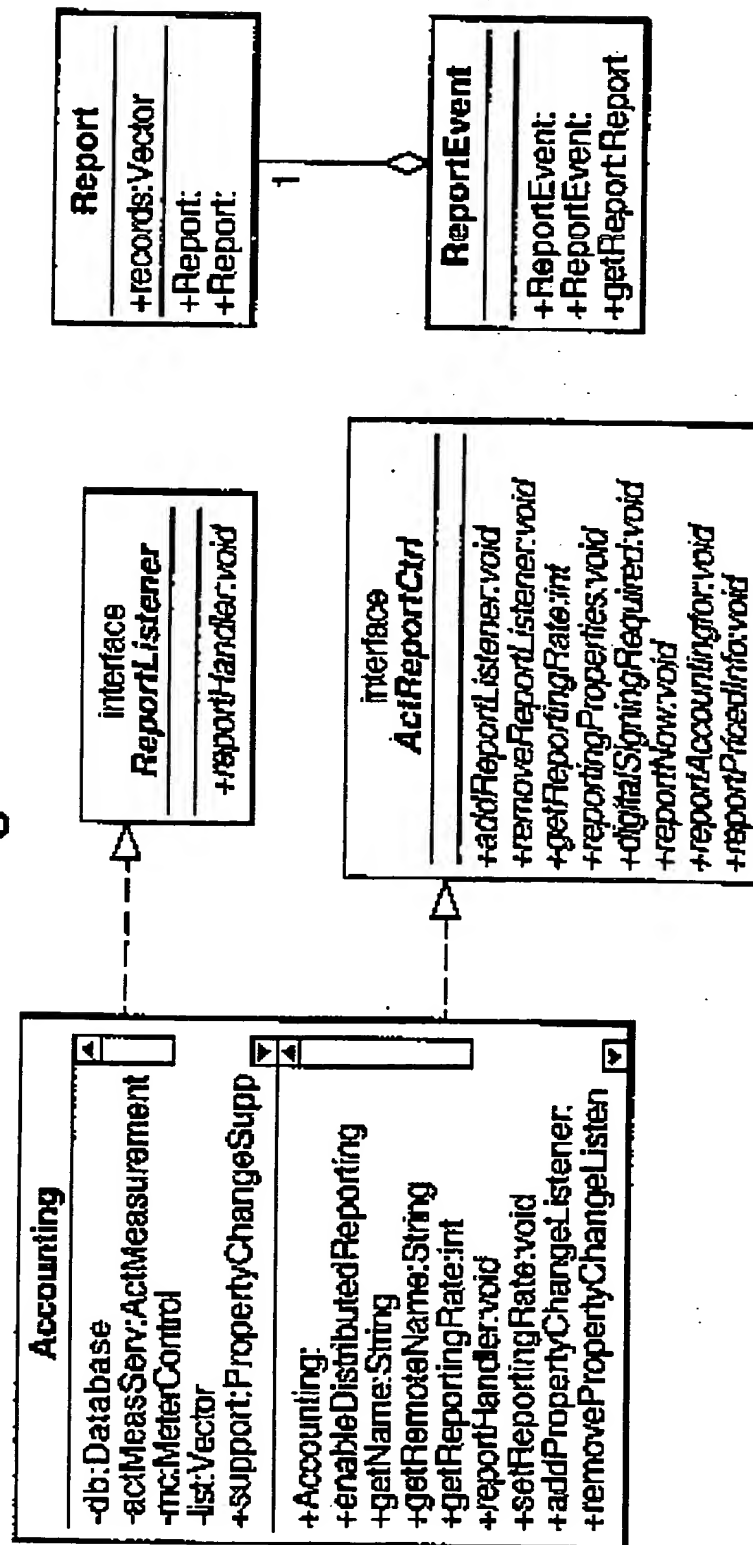 Accounting
-db:Database
-actMeasServ:ActMeasurement
-mc:MeterControl
-list:Vector
+support:PropertyChangeSupp
+Accounting:
+enableDistributedReporting
+getName:String
+getRemoteName:String
+getReportingRate:int
+reportHandler:void
+setReportingRate:void
+addPropertyChangeListener:
+removePropertyChangeListen
interface
ReportListener
+reportHandler:void
interface
ActReportCtrl
+addReportListener:void
+removeReportListener:void
+getReportingRate:int
+reportingProperties:void
+digitalSigningRequired:void
+reportNow:void
+reportAccountingfor:void
+reportPricedInfo:void
Report
+records:Vector
+Report:
+Report:
1
ReportEvent
+ReportEvent:
+ReportEvent:
+getReport:Report